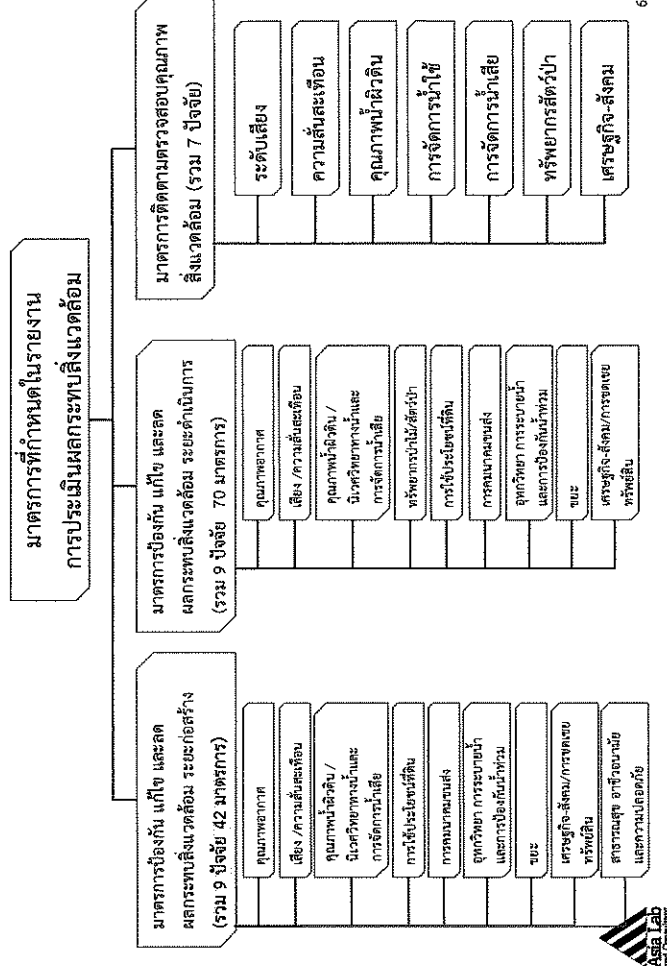 มาตรการที่กำหนดในรายงาน
การประเมินผลกระทบสิ่งแวดล้อม
มาตรการป้องกัน แก้ไข และลด
ผลกระทบสิ่งแวดล้อม ระยะก่อสร้าง
(รวม 9 ปัจจัย 42 มาตรการ)
คุณภาพอากาศ
เสียง /ความสั่นสะเทือน
คุณภาพน้ำผิวดิน /
นิเวศวิทยาทางน้ำและ
การจัดการน้ำเสีย
การใช้ประโยชน์ที่ดิน
การคมนาคมขนส่ง
อุทกวิทยา การระบายน้ำ
และการป้องกันน้ำท่วม
ขยะ
เศรษฐกิจ-สังคม/การชดเชย
ทรัพย์สิน
สาธารณสุข อาชีวอนามัย
และความปลอดภัย
มาตรการป้องกัน แก้ไข และลด
ผลกระทบสิ่งแวดล้อม ระยะดำเนินการ
(รวม 9 ปัจจัย 70 มาตรการ)
คุณภาพอากาศ
เสียง /ความสั่นสะเทือน
คุณภาพน้ำผิวดิน /
นิเวศวิทยาทางน้ำและ
การจัดการน้ำเสีย
ทรัพยากรป่าไม้/สัตว์ป่า
การใช้ประโยชน์ที่ดิน
การคมนาคมขนส่ง
อุทกวิทยา การระบายน้ำ
และการป้องกันน้ำท่วม
ขยะ
เศรษฐกิจ-สังคม/การชดเชย
ทรัพย์สิน
มาตรการติดตามตรวจสอบคุณภาพ
สิ่งแวดล้อม (รวม 7 ปัจจัย)
ระดับเสียง
ความสั่นสะเทือน
คุณภาพน้ำผิวดิน
การจัดการน้ำใช้
การจัดการน้ำเสีย
ทรัพยากรสัตว์ป่า
เศรษฐกิจ-สังคม
Asia Lab
6